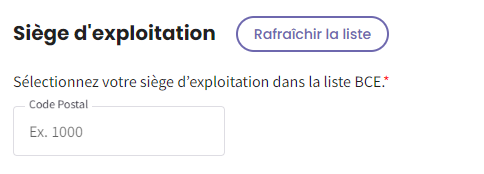 Siège d'exploitation
Rafraîchir la liste
Sélectionnez votre siège d’exploitation dans la liste BCE.*
Code Postal
Ex. 1000